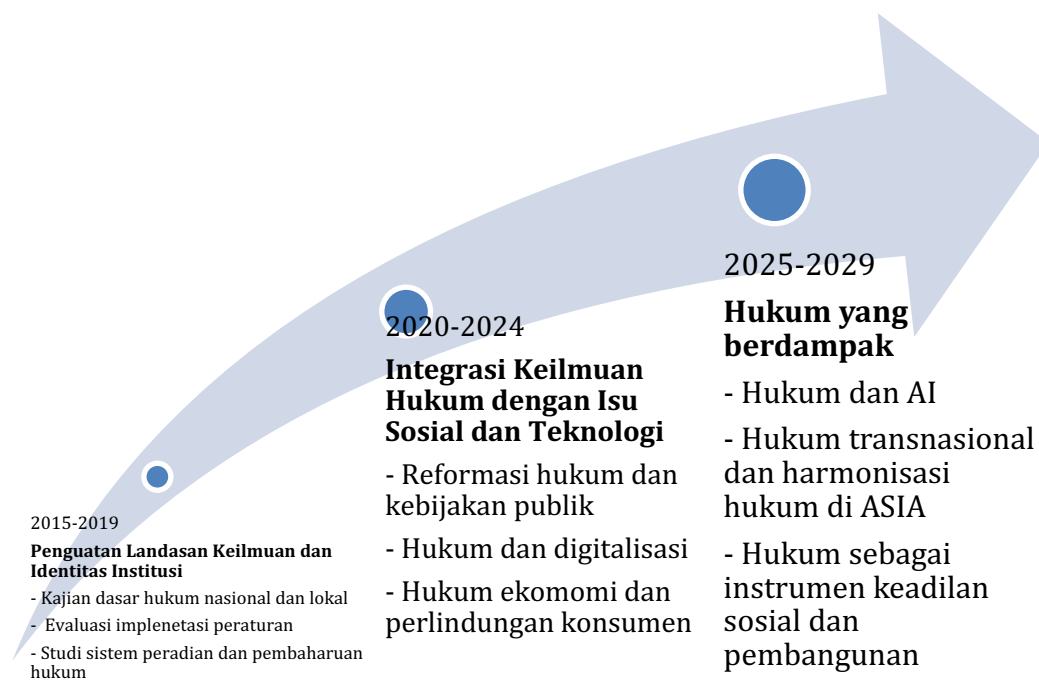 2015-2019
Penguatan Landasan Keilmuan dan
Identitas Institusi
- Kajian dasar hukum nasional dan lokal
- Evaluasi implenetasi peraturan
- Studi sistem peradian dan pembaharuan
hukum
2020-2024
Integrasi Keilmuan
Hukum dengan Isu
Sosial dan Teknologi
- Reformasi hukum dan
kebijakan publik
- Hukum dan digitalisasi
- Hukum ekomomi dan
perlindungan konsumen
2025-2029
Hukum yang
berdampak
- Hukum dan AI
- Hukum transnasional
dan harmonisasi
hukum di ASIA
- Hukum sebagai
instrumen keadilan
sosial dan
pembangunan